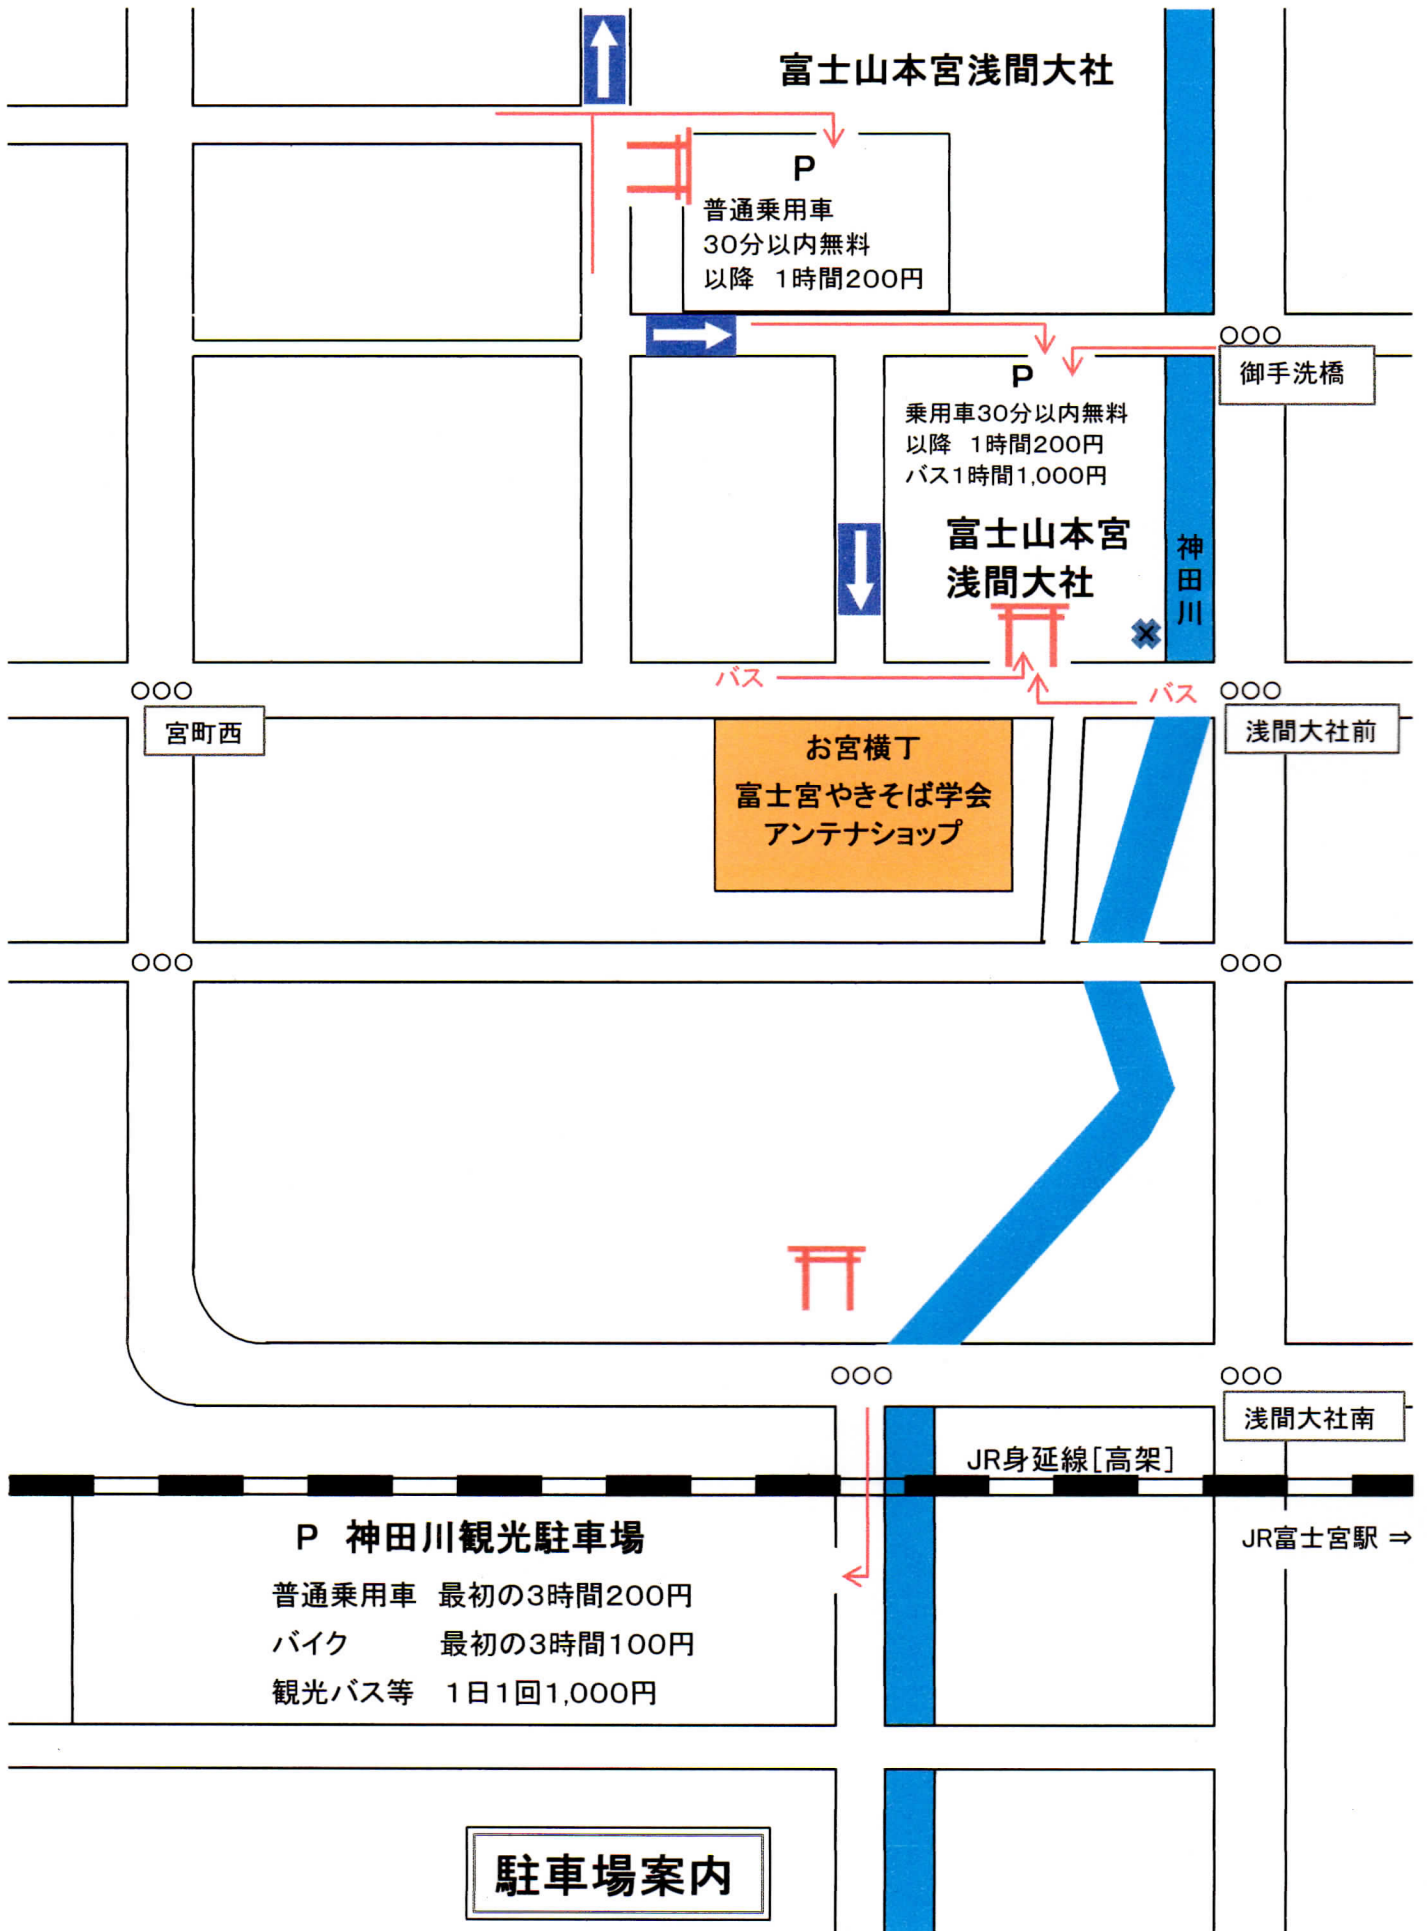 富士山本宮浅間大社
P
普通乗用車
30分以内無料
以降 1時間200円
○○○
御手洗橋
P
乗用車30分以内無料
以降 1時間200円
バス1時間1,000円
富士山本宮
浅間大社
神田川
×
バス
バス
○○○
宮町西
○○○
浅間大社前
お宮横丁
富士宮やきそば学会
アンテナショップ
○○○
○○○
○○○
○○○
浅間大社南
JR身延線[高架]
JR富士宮駅 ⇒
P 神田川観光駐車場
普通乗用車 最初の3時間200円
バイク 最初の3時間100円
観光バス等 1日1回1,000円
駐車場案内